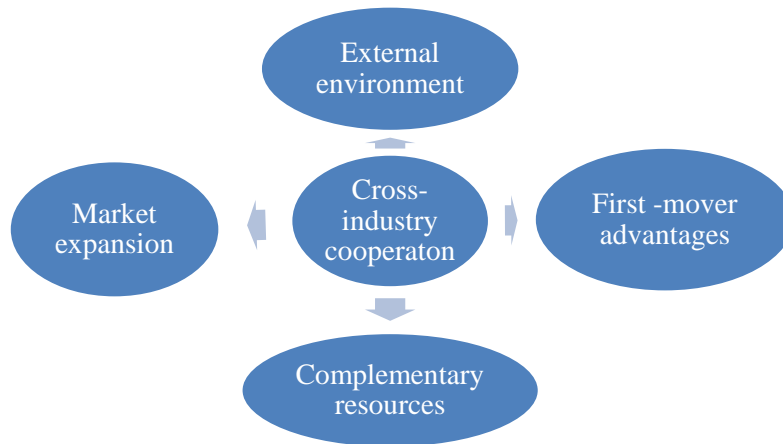 External
environment
Market
expansion
Cross-
industry
cooperaton
First -mover
advantages
Complementary
resources